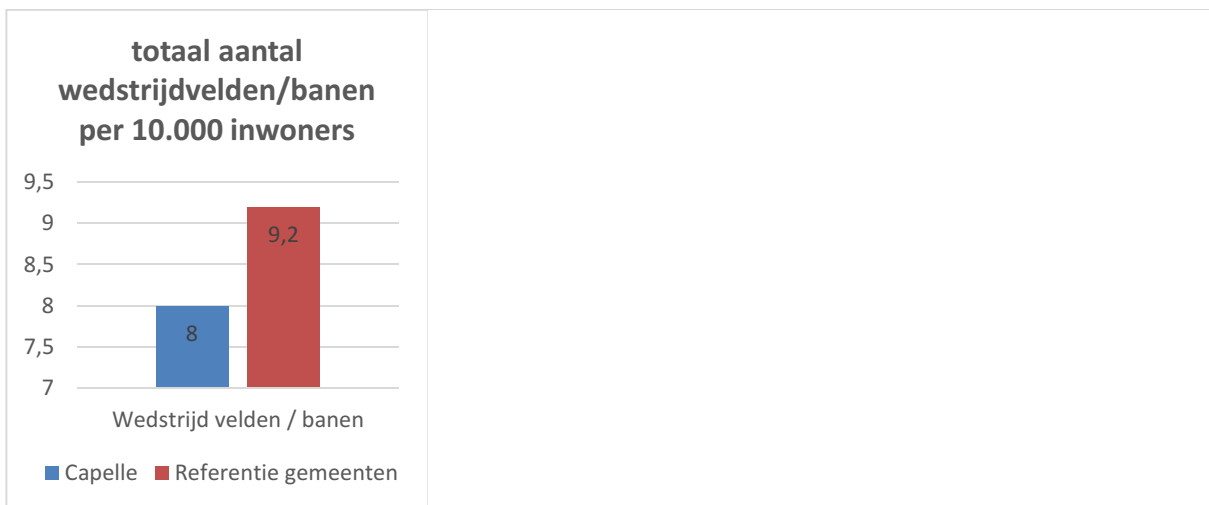 totaal aantal
wedstrijdvelden/banen
per 10.000 inwoners
9,5
9
8,5
8
7,5
7
8
9,2
Wedstrijd velden / banen
Capelle
Referentie gemeenten